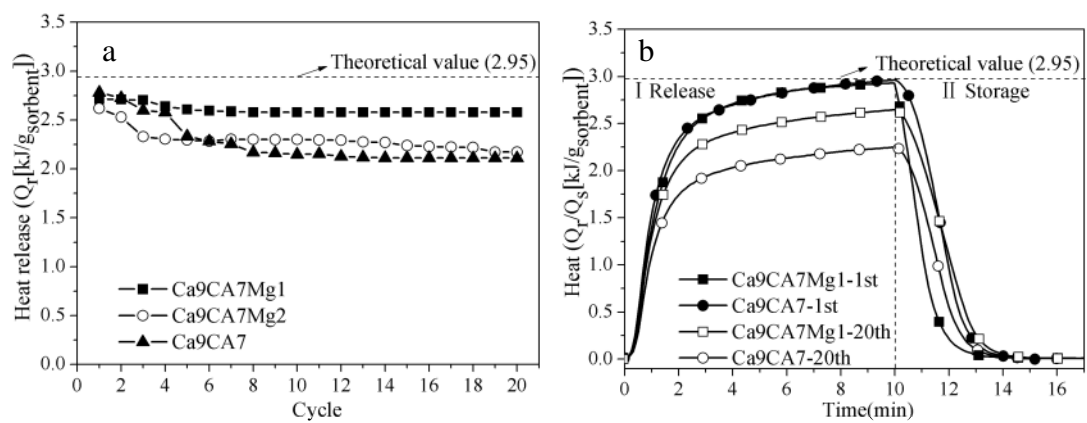 a
Theoretical value (2.95)
Heat release (Qr[kJ/gsorbent])
3.5
3.0
2.5
2.0
1.5
1.0
0.5
0.0
Ca9CA7Mg1
Ca9CA7Mg2
Ca9CA7
0 2 4 6 8 10 12 14 16 18 20
Cycle
b
Theoretical value (2.95)
I Release
II Storage
Heat (Qr/Qs[kJ/gsorbent])
3.5
3.0
2.5
2.0
1.5
1.0
0.5
0.0
Ca9CA7Mg1-1st
Ca9CA7-1st
Ca9CA7Mg1-20th
Ca9CA7-20th
0 2 4 6 8 10 12 14 16
Time(min)